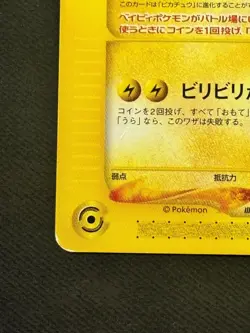 このカードは「ピカチュウ」に進化することが
ベイビィポケモンがバトル場に
使うときにコインを1回投げ、「
ビリビリ
コインを2回投げ、すべて「おもて」
「うら」なら、このワザは失敗する。
弱点
抵抗力
© Pokémon